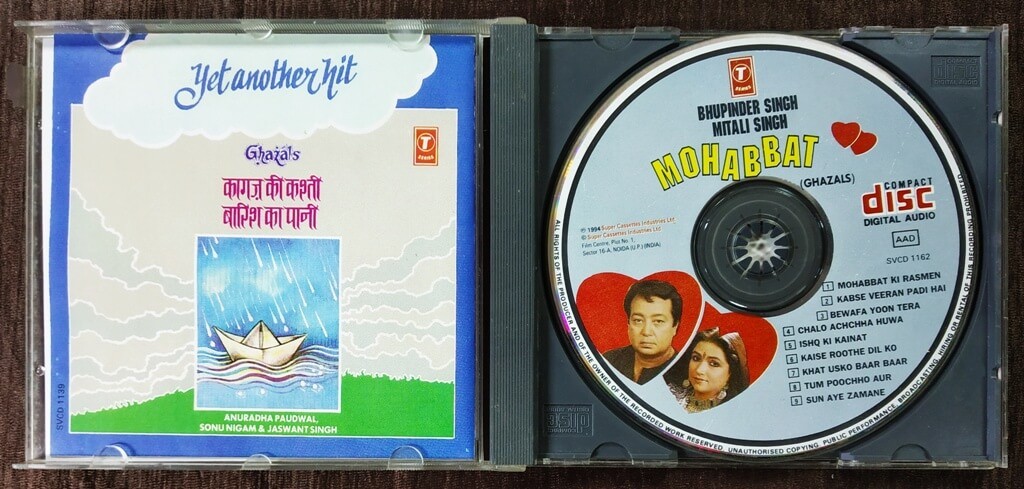 Yet another hit
T
SERIES
Ghazals
कागज़ की कश्ती
बारिश का पानी
SVCD 1139
ANURADHA PAUDWAL,
SONU NIGAM & JASWANT SINGH
T
SERIES
BHUPINDER SINGH
MITALI SINGH
MOHABBAT
(GHAZALS)
COMPACT
disc
DIGITAL AUDIO
AAD
SVCD 1162
℗ 1994 Super Cassettes Industries Ltd.
© Super Cassettes Industries Ltd.
Film Centre, Plot No. 1,
Sector 16-A, NOIDA (U.P.) (INDIA)
1 MOHABBAT KI RASMEN
2 KABSE VEERAN PADI HAI
3 BEWAFA YOON TERA
4 CHALO ACHCHHA HUWA
5 ISHQ KI KAINAT
6 KAISE ROOTHE DIL KO
7 KHAT USKO BAAR BAAR
8 TUM POOCHHO AUR
9 SUN AYE ZAMANE
ALL RIGHTS OF THE PRODUCER AND OF THE OWNER OF THE RECORDED WORK RESERVED. UNAUTHORISED COPYING, PUBLIC PERFORMANCE, BROADCASTING, HIRING OR RENTAL OF THIS RECORDING PROHIBITED
disc